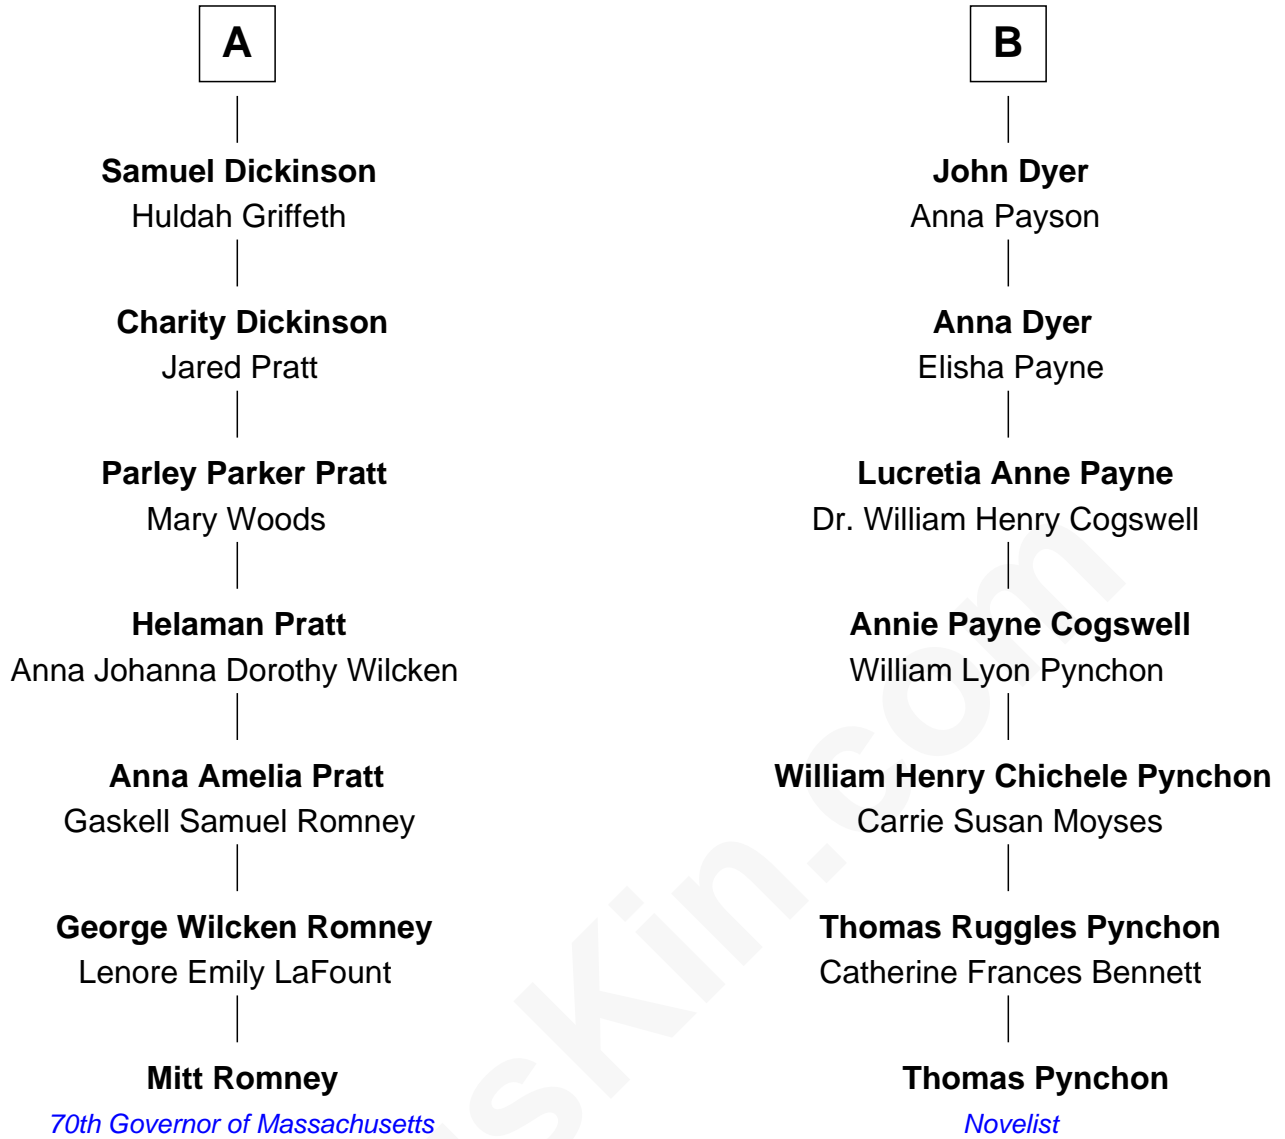 A
Samuel Dickinson
Huldah Griffeth
Charity Dickinson
Jared Pratt
Parley Parker Pratt
Mary Woods
Helaman Pratt
Anna Johanna Dorothy Wilcken
Anna Amelia Pratt
Gaskell Samuel Romney
George Wilcken Romney
Lenore Emily LaFount
Mitt Romney
70th Governor of Massachusetts
B
John Dyer
Anna Payson
Anna Dyer
Elisha Payne
Lucretia Anne Payne
Dr. William Henry Cogswell
Annie Payne Cogswell
William Lyon Pynchon
William Henry Chichele Pynchon
Carrie Susan Moyses
Thomas Ruggles Pynchon
Catherine Frances Bennett
Thomas Pynchon
Novelist
sKin.com